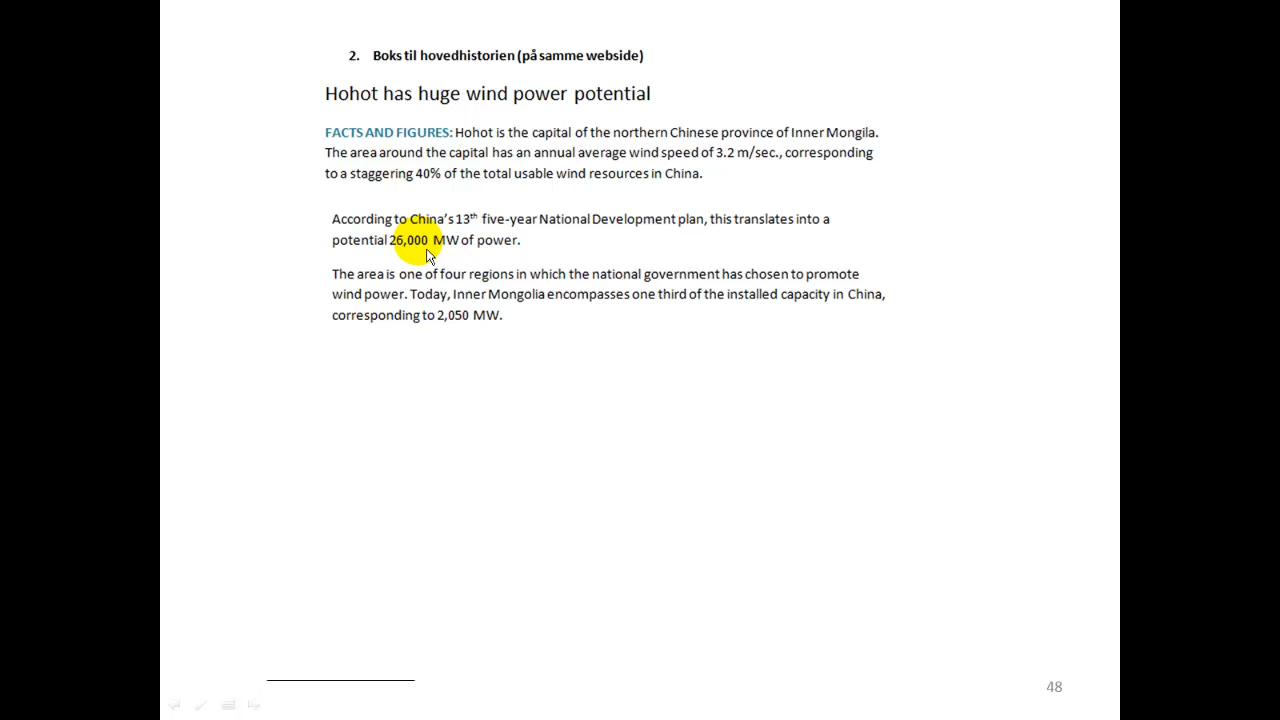 2. Boks til hovedhistorien (på samme webside)
Hohot has huge wind power potential
FACTS AND FIGURES: Hohot is the capital of the northern Chinese province of Inner Mongila.
The area around the capital has an annual average wind speed of 3.2 m/sec., corresponding
to a staggering 40% of the total usable wind resources in China.
According to China's 13th five-year National Development plan, this translates into a
potential 26,000 MW of power.
The area is one of four regions in which the national government has chosen to promote
wind power. Today, Inner Mongolia encompasses one third of the installed capacity in China,
corresponding to 2,050 MW.
48